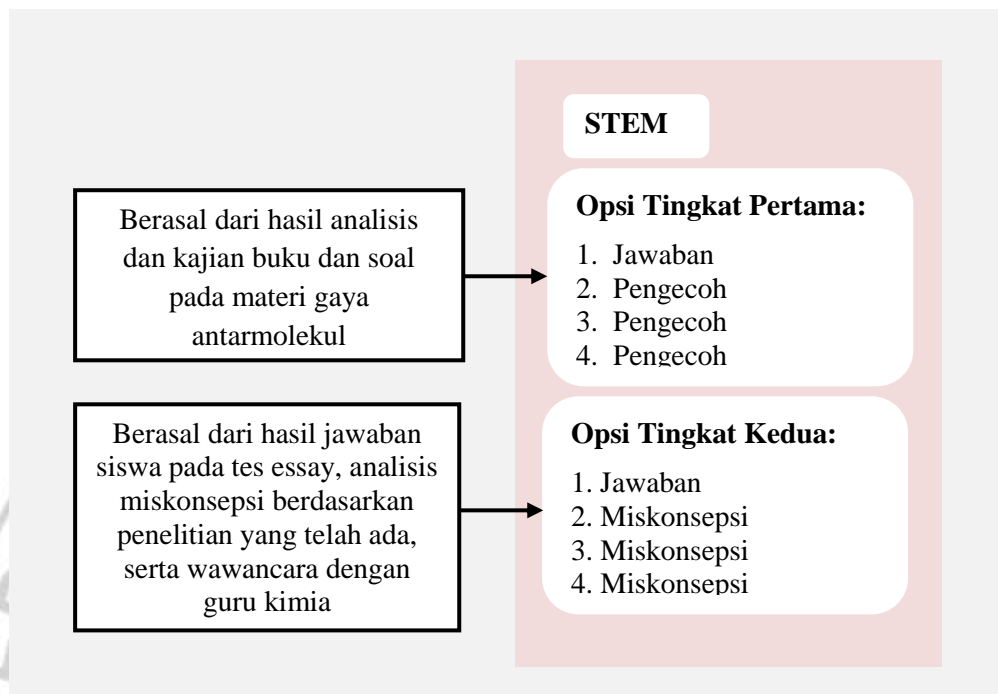 STEM
Berasal dari hasil analisis
dan kajian buku dan soal
pada materi gaya
antarmolekul
Opsi Tingkat Pertama:
1. Jawaban
2. Pengecoh
3. Pengecoh
4. Pengecoh
Berasal dari hasil jawaban
siswa pada tes essay, analisis
miskonsepsi berdasarkan
penelitian yang telah ada,
serta wawancara dengan
guru kimia
Opsi Tingkat Kedua:
1. Jawaban
2. Miskonsepsi
3. Miskonsepsi
4. Miskonsepsi